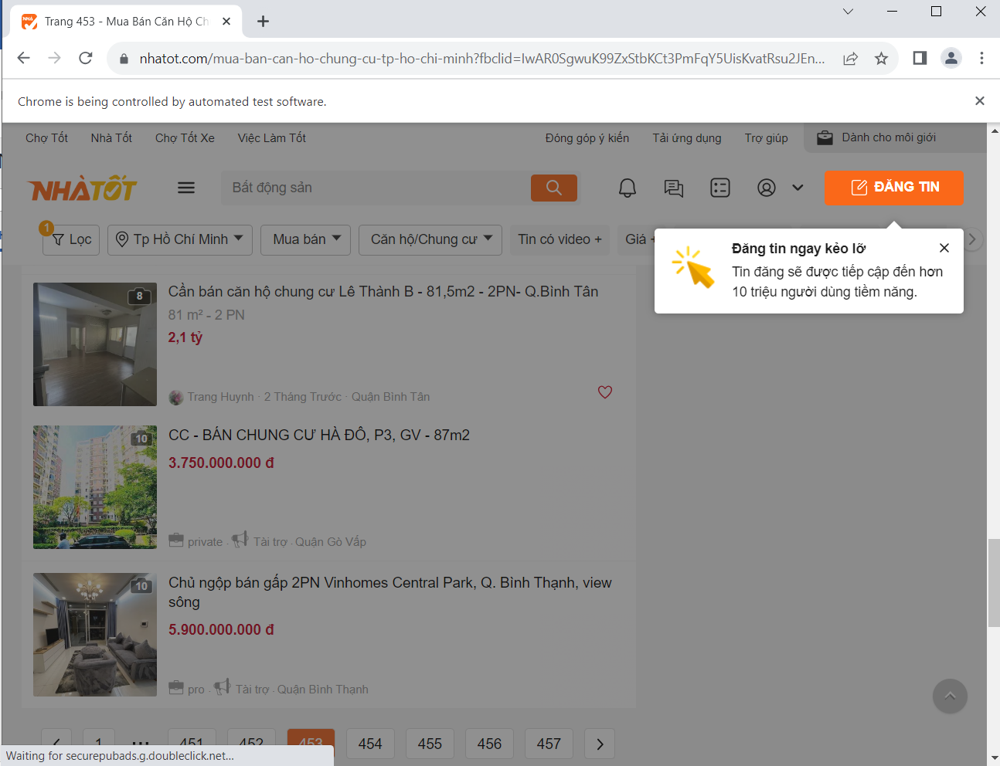 Trang 453 - Mua Bán Căn Hộ Ch
nhatot.com/mua-ban-can-ho-chung-cu-tp-ho-chi-minh?fbclid=IwAR0SgwuK99ZxStbKCt3PmFqY5UisKvatRsu2JEn...
Chrome is being controlled by automated test software.
Chợ Tốt Nhà Tốt Chợ Tốt Xe Việc Làm Tốt Đóng góp ý kiến Tải ứng dụng Trợ giúp Dành cho môi giới
NHÀ TỐT Bất động sản ĐĂNG TIN
1
Lọc Tp Hồ Chí Minh Mua bán Căn hộ/Chung cư Tin có video + Giá +
Đăng tin ngay kẻo lỡ
Tin đăng sẽ được tiếp cập đến hơn
10 triệu người dùng tiềm năng.
8
Cần bán căn hộ chung cư Lê Thành B - 81,5m2 - 2PN- Q.Bình Tân
81 m² - 2 PN
2,1 tỷ
Trang Huynh · 2 Tháng Trước · Quận Bình Tân
10
CC - BÁN CHUNG CƯ HÀ ĐÔ, P3, GV - 87m2
3.750.000.000 đ
private · Tài trợ · Quận Gò Vấp
10
Chủ ngộp bán gấp 2PN Vinhomes Central Park, Q. Bình Thạnh, view
sông
5.900.000.000 đ
pro · Tài trợ · Quận Bình Thạnh
1 ... 451 452 453 454 455 456 457
Waiting for securepubads.g.doubleclick.net...